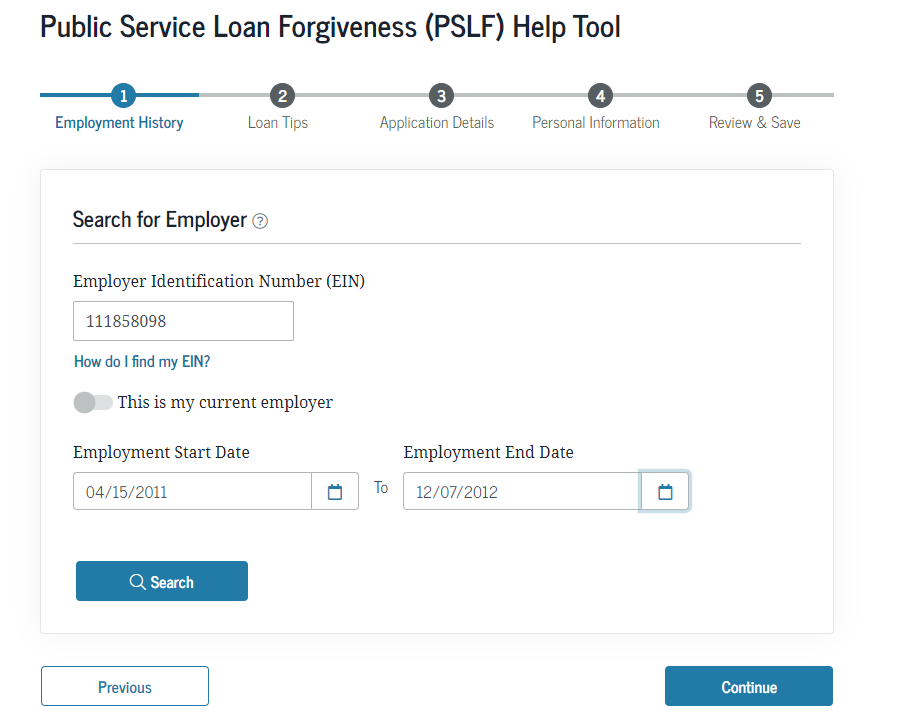 Public Service Loan Forgiveness (PSLF) Help Tool
1 2 3 4 5
Employment History Loan Tips Application Details Personal Information Review & Save
Search for Employer ?
Employer Identification Number (EIN)
111858098
How do I find my EIN?
This is my current employer
Employment Start Date Employment End Date
04/15/2011 To 12/07/2012
Search
Previous Continue